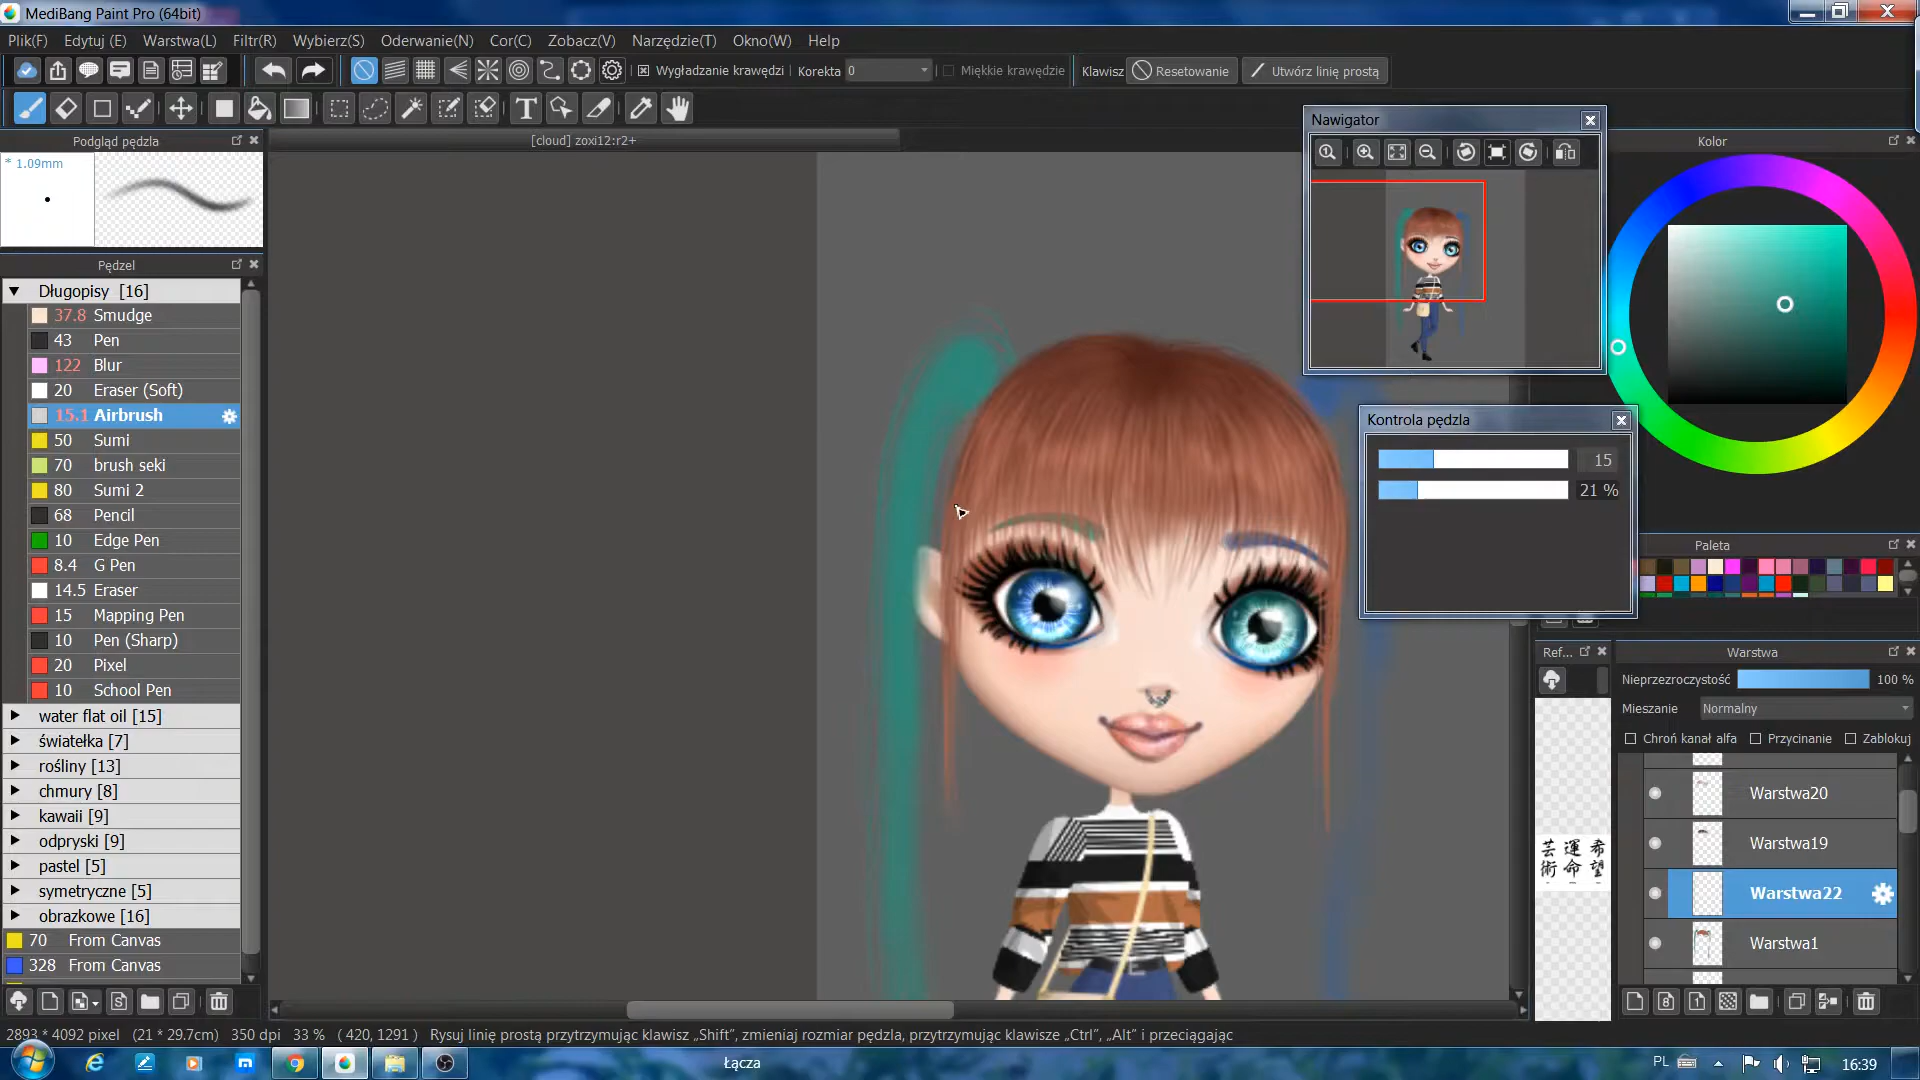 MediBang Paint Pro (64bit)
Plik(F) Edytuj (E) Warstwa(L) Filtr(R) Wybierz(S) Oderwanie(N) Cor(C) Zobacz(V) Narzędzie(T) Okno(W) Help
Wygładzanie krawędzi Korekta 0 Miękkie krawędzie Klawisz Resetowanie Utwórz linię prostą
T
Podgląd pędzla
[cloud] zoxi12:r2+
* 1.09mm
Pędzel
Długopisy [16]
37.8 Smudge
43 Pen
122 Blur
20 Eraser (Soft)
15.1 Airbrush
50 Sumi
70 brush seki
80 Sumi 2
68 Pencil
10 Edge Pen
8.4 G Pen
14.5 Eraser
15 Mapping Pen
10 Pen (Sharp)
20 Pixel
10 School Pen
water flat oil [15]
światełka [7]
rośliny [13]
chmury [8]
kawaii [9]
odpryski [9]
pastel [5]
symetryczne [5]
obrazkowe [16]
70 From Canvas
328 From Canvas
Nawigator
Kolor
Kontrola pędzla
15
21 %
Paleta
Ref...
Warstwa
Nieprzezroczystość 100 %
Mieszanie Normalny
Chroń kanał alfa Przycinanie Zablokuj
Warstwa20
Warstwa19
Warstwa22
Warstwa1
芸術
運命
希望
2893 * 4092 pixel (21 * 29.7cm) 350 dpi 33 % ( 420, 1291 ) Rysuj linię prostą przytrzymując klawisz „Shift”, zmieniaj rozmiar pędzla, przytrzymując klawisze „Ctrl”, „Alt” i przeciągając
Łącza
PL
16:39